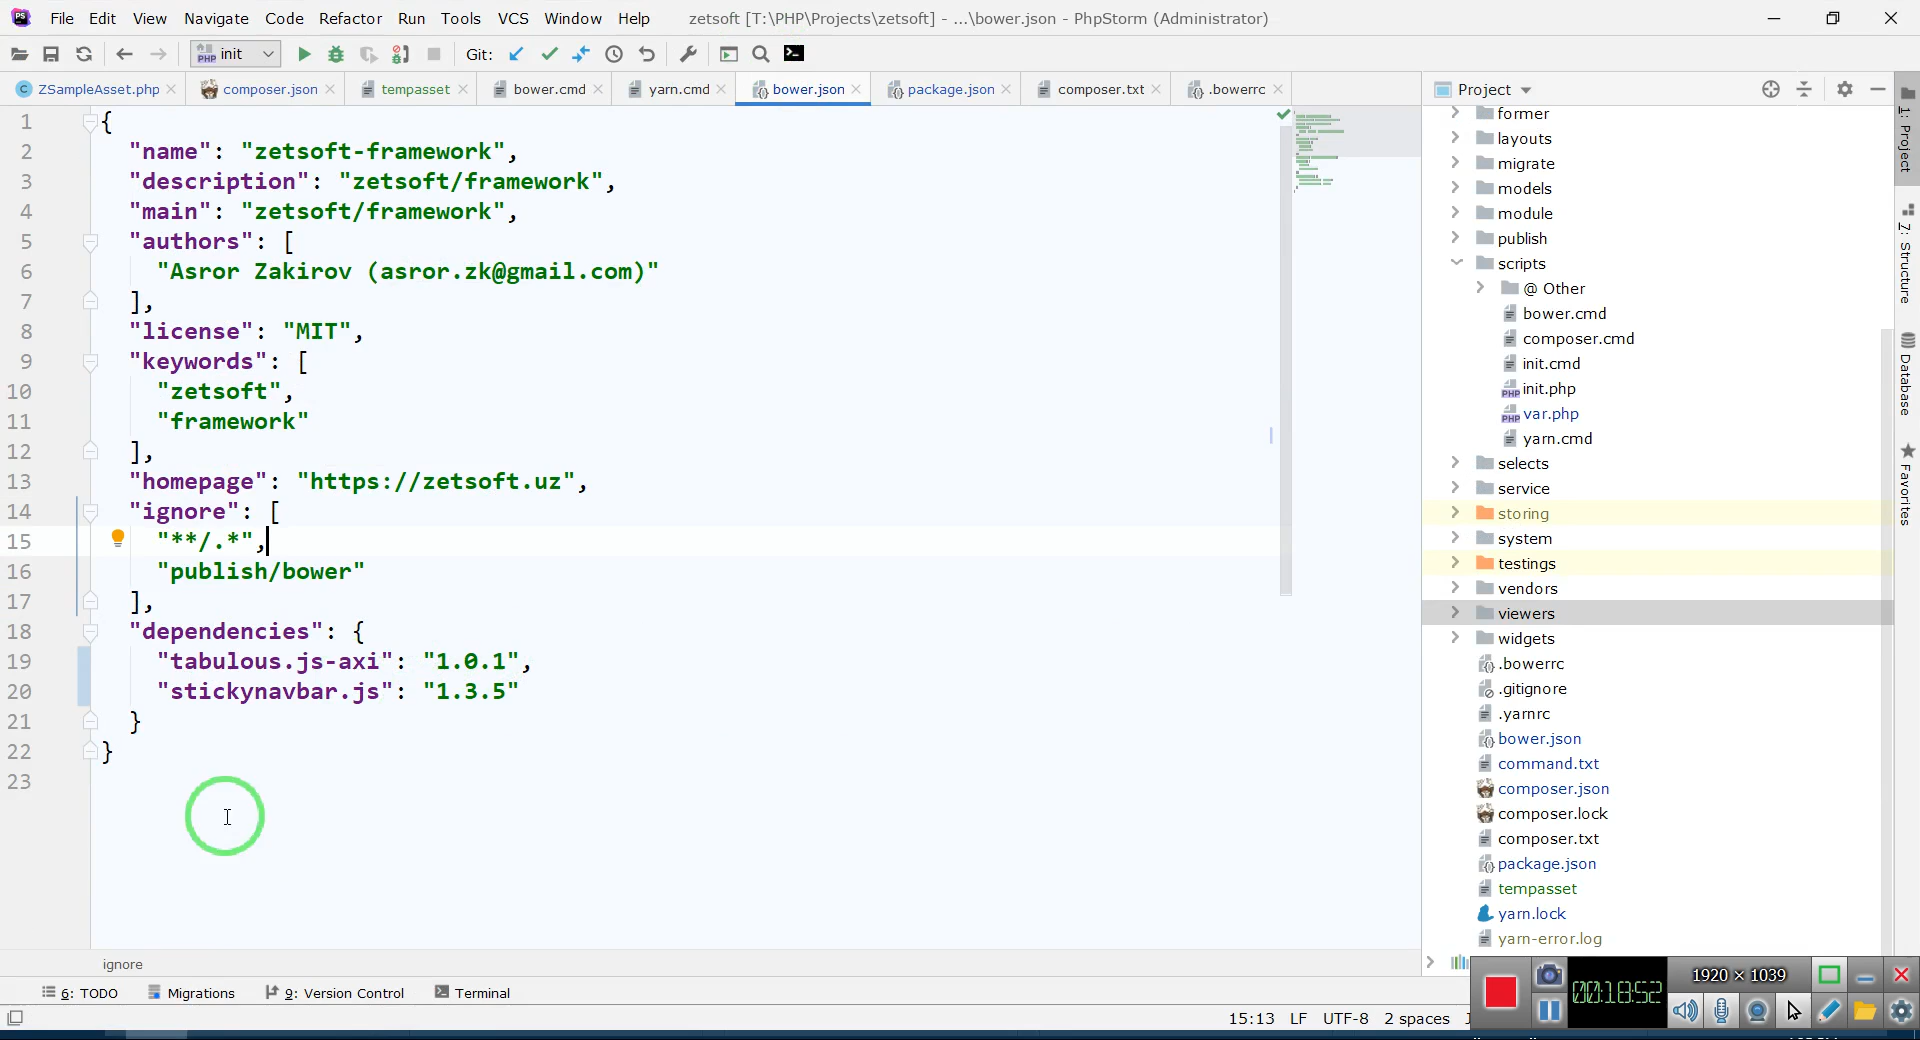 File Edit View Navigate Code Refactor Run Tools VCS Window Help zetsoft [T:\PHP\Projects\zetsoft] - ...\bower.json - PhpStorm (Administrator)
init Git:
ZSampleAsset.php composer.json tempasset bower.cmd yarn.cmd bower.json package.json composer.txt .bowerrc Project
1 {
2 "name": "zetsoft-framework",
3 "description": "zetsoft/framework",
4 "main": "zetsoft/framework",
5 "authors": [
6 "Asror Zakirov (asror.zk@gmail.com)"
7 ],
8 "license": "MIT",
9 "keywords": [
10 "zetsoft",
11 "framework"
12 ],
13 "homepage": "https://zetsoft.uz",
14 "ignore": [
15 "**/.*",
16 "publish/bower"
17 ],
18 "dependencies": {
19 "tabulous.js-axi": "1.0.1",
20 "stickynavbar.js": "1.3.5"
21 }
22 }
23
ignore
former
layouts
migrate
models
module
publish
scripts
@ Other
bower.cmd
composer.cmd
init.cmd
init.php
var.php
yarn.cmd
selects
service
storing
system
testings
vendors
viewers
widgets
.bowerrc
.gitignore
.yarnrc
bower.json
command.txt
composer.json
composer.lock
composer.txt
package.json
tempasset
yarn.lock
yarn-error.log
1: Project
7: Structure
Database
Favorites
6: TODO Migrations 9: Version Control Terminal
15:13 LF UTF-8 2 spaces
00:18:52 1920 × 1039